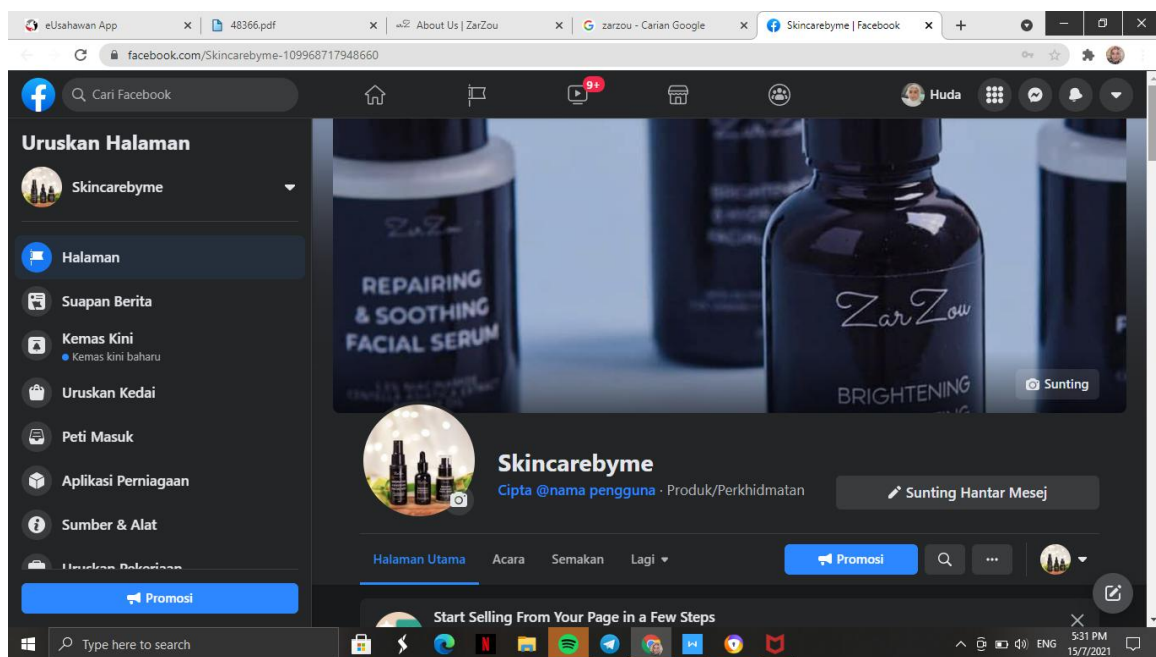 eUsahawan App
48366.pdf
About Us | ZarZou
zarzou - Carian Google
Skincarebyme | Facebook
facebook.com/Skincarebyme-109968717948660
Cari Facebook
9+
Huda
Uruskan Halaman
Skincarebyme
Halaman
Suapan Berita
Kemas Kini
Kemas kini baharu
Uruskan Kedai
Peti Masuk
Aplikasi Perniagaan
Sumber & Alat
Uruskan Pekerjaan
Promosi
ZarZou
REPAIRING
& SOOTHING
FACIAL SERUM
ZarZou
BRIGHTENING
Sunting
Skincarebyme
Cipta @nama pengguna · Produk/Perkhidmatan
Sunting Hantar Mesej
Halaman Utama Acara Semakan Lagi
Promosi
Start Selling From Your Page in a Few Steps
Type here to search
ENG
5:31 PM
15/7/2021